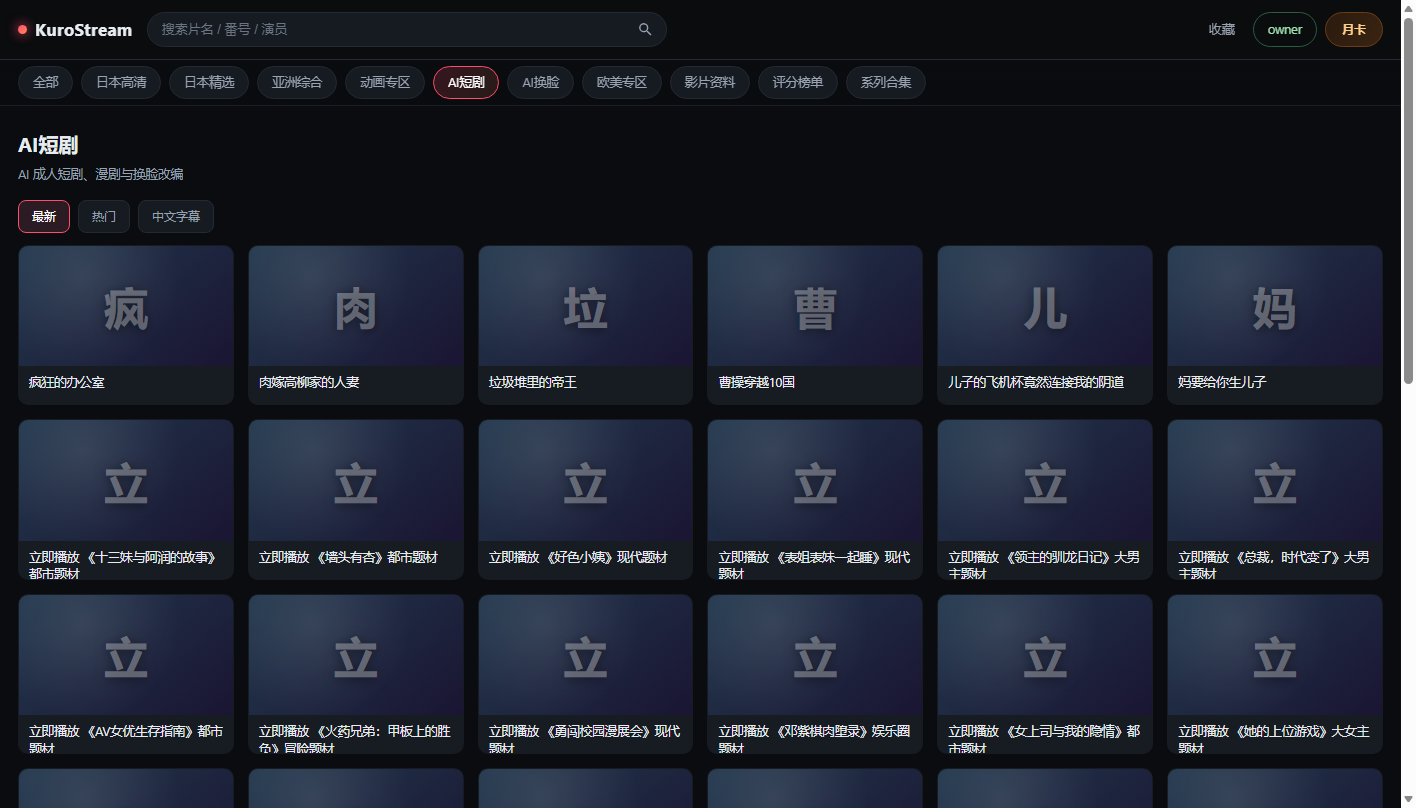 KuroStream
搜索片名 / 番号 / 演员
收藏
owner
月卡
全部
日本高清
日本精选
亚洲综合
动画专区
AI短剧
AI换脸
欧美专区
影片资料
评分榜单
系列合集
AI短剧
AI 成人短剧、漫剧与换脸改编
最新
热门
中文字幕
疯
肉
垃
曹
儿
妈
疯狂的办公室
肉嫁高柳家的人妻
垃圾堆里的帝王
曹操穿越10国
儿子的飞机杯竟然连接我的阴道
妈要给你生儿子
立
立
立
立
立
立
立即播放 《十三妹与阿润的故事》
都市题材
立即播放 《墙头有杏》都市题材
立即播放 《好色小姨》现代题材
立即播放 《表姐表妹一起睡》现代
题材
立即播放 《领主的驯龙日记》大男
主题材
立即播放 《总裁，时代变了》大男
主题材
立
立
立
立
立
立
立即播放 《AV女优生存指南》都市
题材
立即播放 《火药兄弟：甲板上的胜
负》冒险题材
立即播放 《勇闯校园漫展会》现代
题材
立即播放 《邓紫棋肉堕录》娱乐圈
题材
立即播放 《女上司与我的隐情》都
市题材
立即播放 《她的上位游戏》大女主
题材